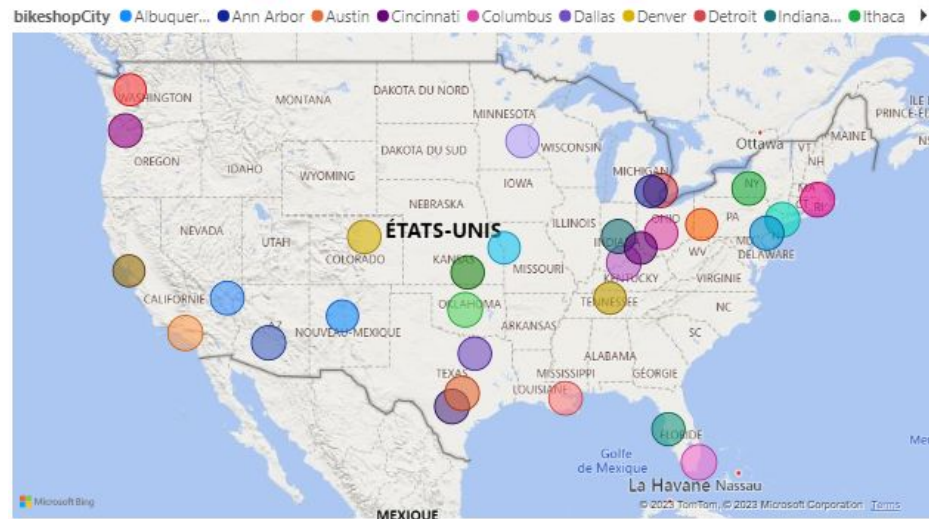 bikeshopCity Albuquer... Ann Arbor Austin Cincinnati Columbus Dallas Denver Detroit Indiana... Ithaca
WASHINGTON
MONTANA
DAKOTA DU NORD
MINNESOTA
Ottawa
VT
NH
MAINE
OREGON
IDAHO
WYOMING
DAKOTA DU SUD
WISCONSIN
MICHIGAN
NY
MA
CT
RI
IOWA
NEBRASKA
NEVADA
UTAH
COLORADO
ÉTATS-UNIS
ILLINOIS
INDIANA
OHIO
PA
WV
DELAWARE
KANSAS
MISSOURI
KENTUCKY
VIRGINIE
CALIFORNIE
AZ
NOUVEAU-MEXIQUE
OKLAHOMA
ARKANSAS
TENNESSEE
NC
SC
TEXAS
LOUISIANE
MISSISSIPPI
ALABAMA
GÉORGIE
FLORIDE
Golfe
de Mexique
La Havane Nassau
MEXIQUE
Microsoft Bing
© 2023 TomTom, © 2023 Microsoft Corporation Terms